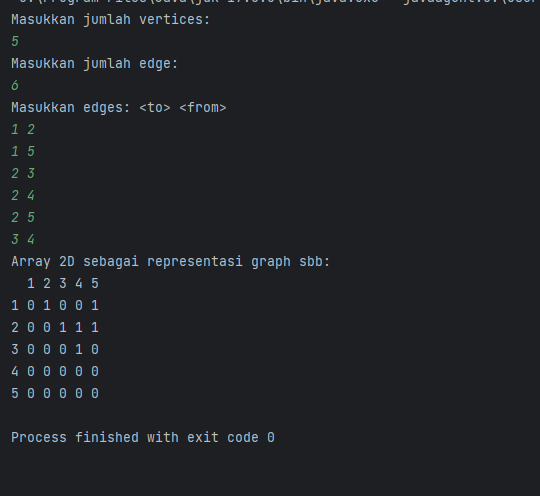 Masukkan jumlah vertices:
5
Masukkan jumlah edge:
6
Masukkan edges: <to> <from>
1 2
1 5
2 3
2 4
2 5
3 4
Array 2D sebagai representasi graph sbb:
1 2 3 4 5
1 0 1 0 0 1
2 0 0 1 1 1
3 0 0 0 1 0
4 0 0 0 0 0
5 0 0 0 0 0
Process finished with exit code 0